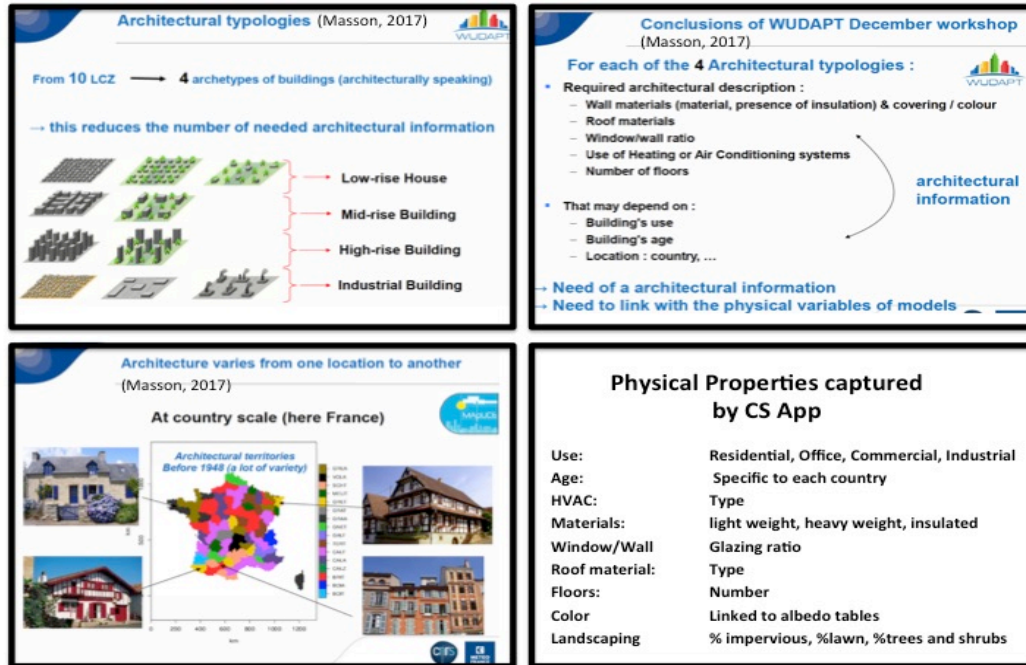 Architectural typologies (Masson, 2017)
WUDAPT
From 10 LCZ → 4 archetypes of buildings (architecturally speaking)
→ this reduces the number of needed architectural information
Low-rise House
Mid-rise Building
High-rise Building
Industrial Building
Conclusions of WUDAPT December workshop
(Masson, 2017)
For each of the 4 Architectural typologies :
WUDAPT
▪ Required architectural description :
– Wall materials (material, presence of insulation) & covering / colour
– Roof materials
– Window/wall ratio
– Use of Heating or Air Conditioning systems
– Number of floors
architectural
information
▪ That may depend on :
– Building's use
– Building's age
– Location : country, ...
→ Need of a architectural information
→ Need to link with the physical variables of models
Architecture varies from one location to another
(Masson, 2017)
At country scale (here France)
Architectural territories
Before 1948 (a lot of variety)
0 200 400 600 800 1000 1200
km
Physical Properties captured
by CS App
Use: Residential, Office, Commercial, Industrial
Age: Specific to each country
HVAC: Type
Materials: light weight, heavy weight, insulated
Window/Wall Glazing ratio
Roof material: Type
Floors: Number
Color Linked to albedo tables
Landscaping % impervious, %lawn, %trees and shrubs